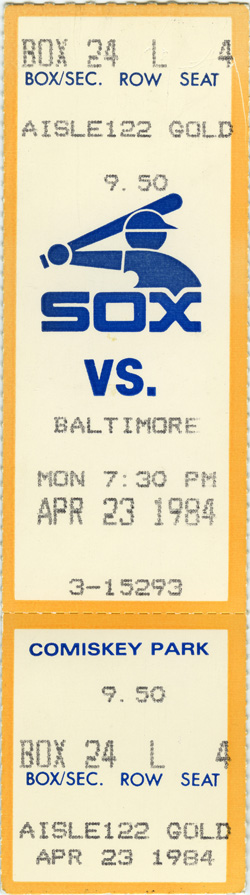 BOX 24 L 4
BOX/SEC. ROW SEAT
AISLE122 GOLD
9.50
SOX
VS.
BALTIMORE
MON 7:30 PM
APR 23 1984
3-15293
COMISKEY PARK
9.50
BOX 24 L 4
BOX/SEC. ROW SEAT
AISLE122 GOLD
APR 23 1984